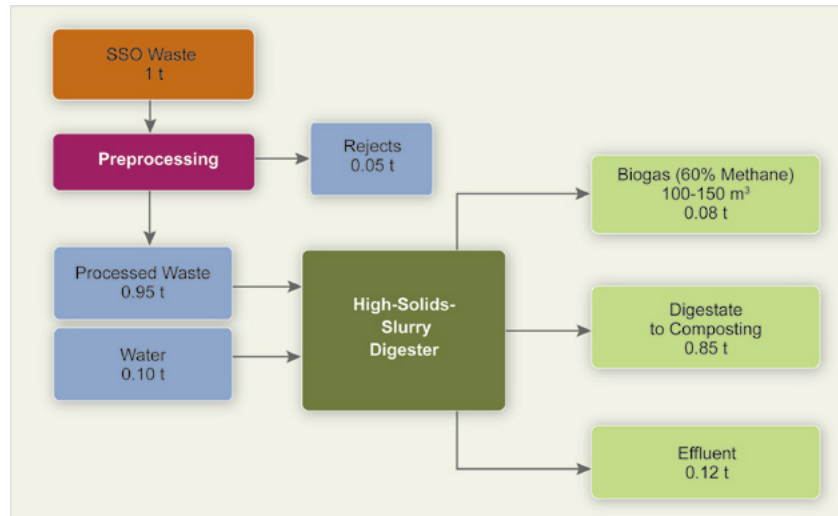 SSO Waste
1 t
Preprocessing
Rejects
0.05 t
Processed Waste
0.95 t
Water
0.10 t
High-Solids-
Slurry
Digester
Biogas (60% Methane)
100-150 m³
0.08 t
Digestate
to Composting
0.85 t
Effluent
0.12 t